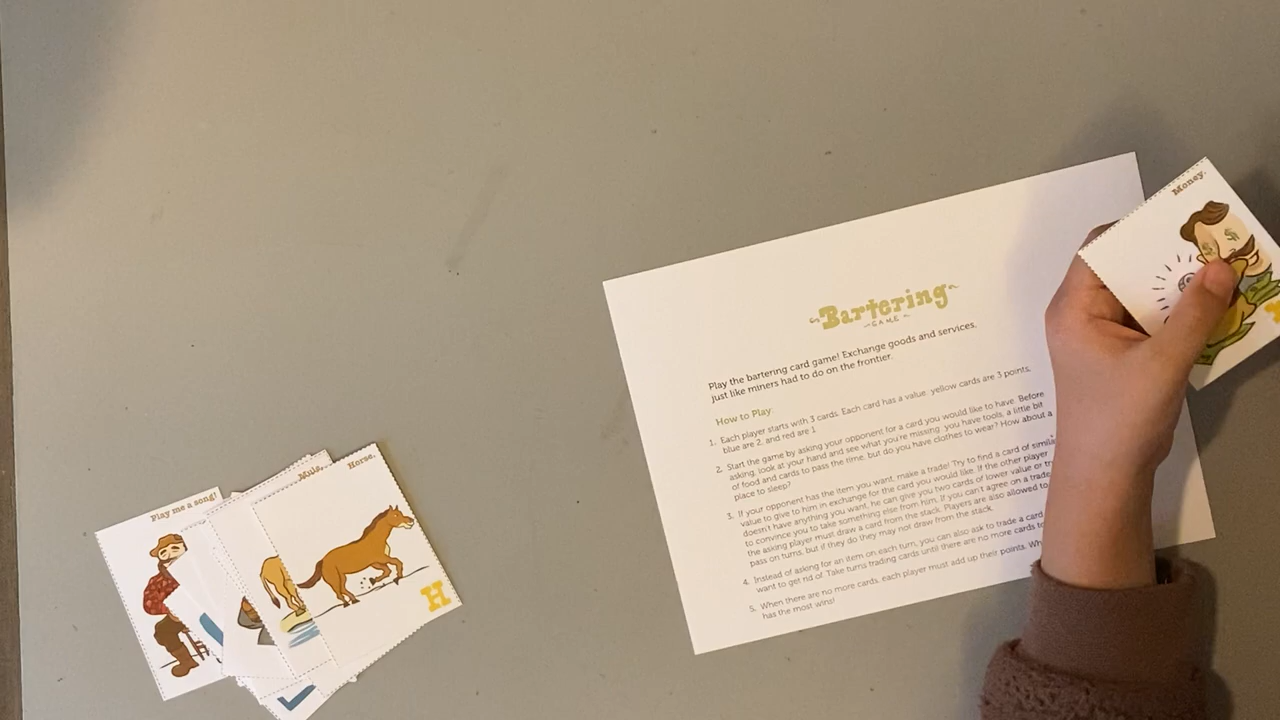 Money.
Bartering
GAME
Play the bartering card game! Exchange goods and services,
just like miners had to do on the frontier.
How to Play:
1. Each player starts with 3 cards. Each card has a value: yellow cards are 3 points,
blue are 2, and red are 1.
2. Start the game by asking your opponent for a card you would like to have. Before
asking, look at your hand and see what you're missing: you have tools, a little bit
of food and cards to pass the time, but do you have clothes to wear? How about a
place to sleep?
3. If your opponent has the item you want, make a trade! Try to find a card of
value to give to him in exchange for the card you would like. If the other player
doesn't have anything you want, he can give you two cards of lower value or
to convince you to take something else from him. If you can't agree on a trade
the asking player must draw a card from the stack. Players are also allowed to
pass on turns, but if they do they may not draw from the stack.
4. Instead of asking for an item on each turn, you can also ask to trade a card
want to get rid of. Take turns trading cards until there are no more cards
5. When there are no more cards, each player must add up their points.
has the most wins!
Play me a song!
Mule.
Horse.
H